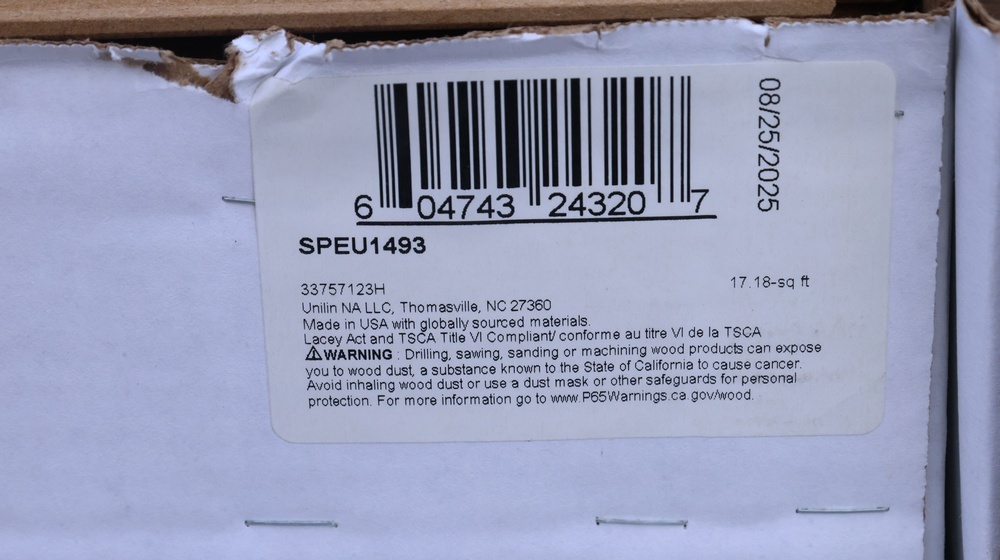 6 04743 24320 7
08/25/2025
SPEU1493
33757123H
17.18-sq ft
Unilin NA LLC, Thomasville, NC 27360
Made in USA with globally sourced materials.
Lacey Act and TSCA Title VI Compliant/ conforme au titre VI de la TSCA
⚠WARNING : Drilling, sawing, sanding or machining wood products can expose
you to wood dust, a substance known to the State of California to cause cancer.
Avoid inhaling wood dust or use a dust mask or other safeguards for personal
protection. For more information go to www.P65Warnings.ca.gov/wood.